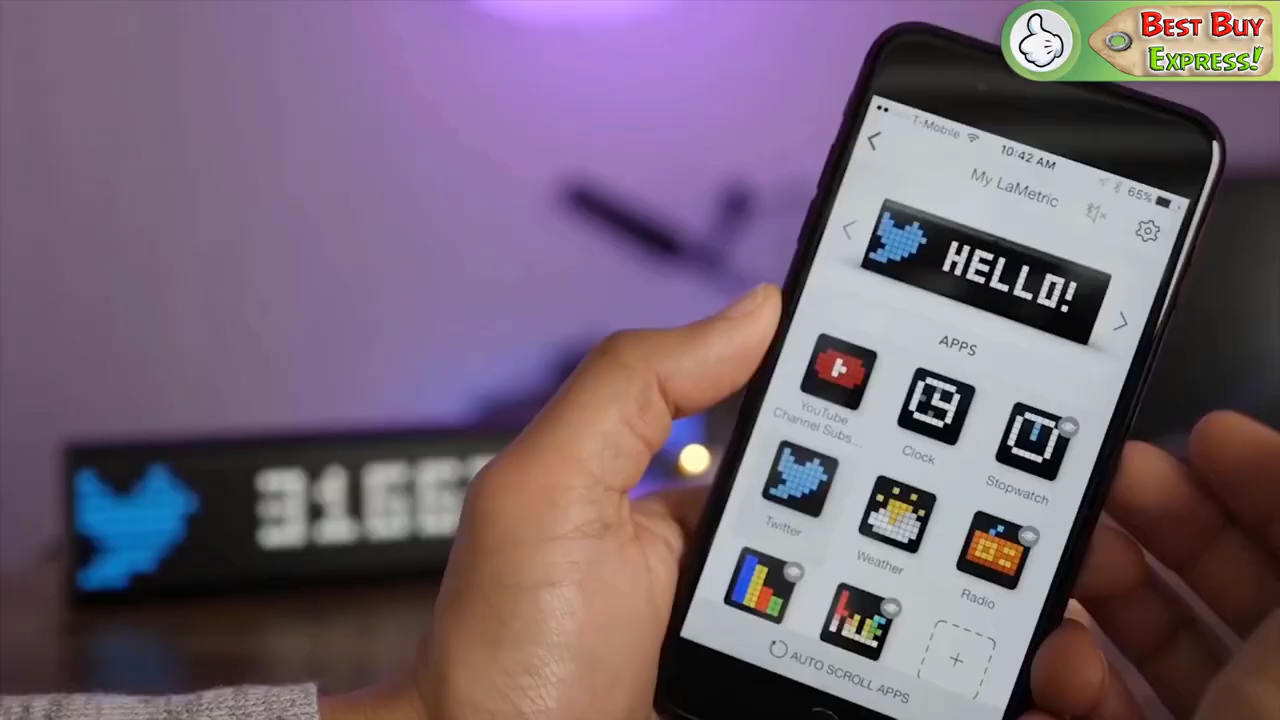 BEST BUY
EXPRESS!
T-Mobile
10:42 AM
65%
My LaMetric
HELLO!
APPS
YouTube
Channel Subs...
Clock
Stopwatch
Twitter
Weather
Radio
hue
AUTO SCROLL APPS